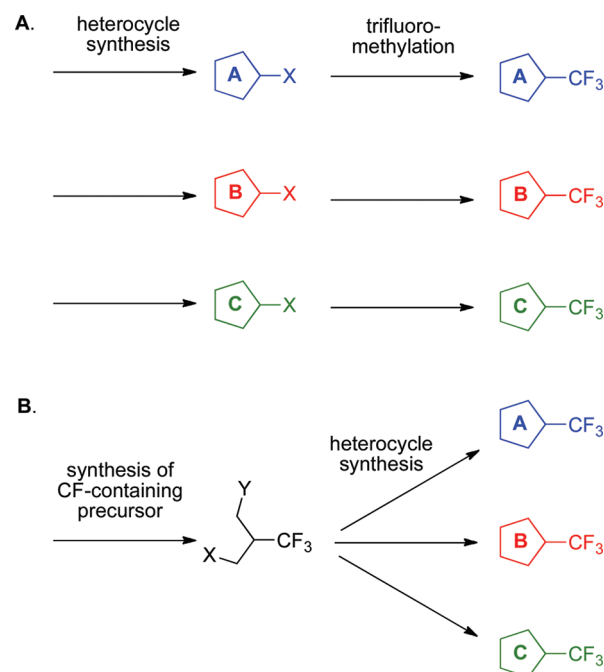 A.
heterocycle
synthesis
trifluoro-
methylation
A X
A CF3
B X
B CF3
C X
C CF3
B.
synthesis of
CF-containing
precursor
Y
X
CF3
heterocycle
synthesis
A CF3
B CF3
C CF3